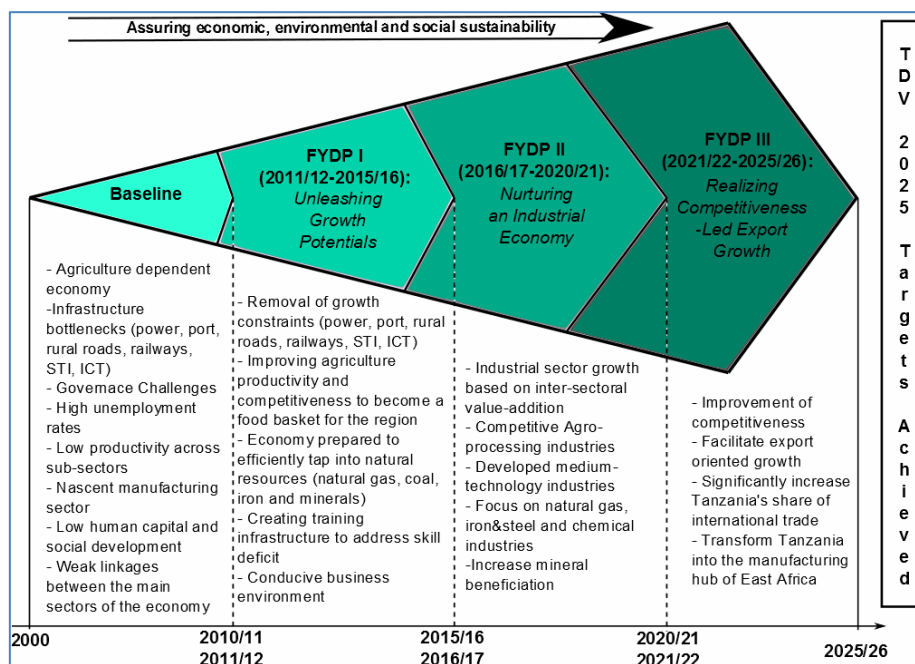 Assuring economic, environmental and social sustainability
Baseline
FYDP I
(2011/12-2015/16):
Unleashing
Growth
Potentials
FYDP II
(2016/17-2020/21):
Nurturing
an Industrial
Economy
FYDP III
(2021/22-2025/26):
Realizing
Competitiveness
-Led Export
Growth
TDV 2025 Targets Achieved
- Agriculture dependent
economy
-Infrastructure
bottlenecks (power, port,
rural roads, railways,
STI, ICT)
- Governace Challenges
- High unemployment
rates
- Low productivity across
sub-sectors
- Nascent manufacturing
sector
- Low human capital and
social development
- Weak linkages
between the main
sectors of the economy
- Removal of growth
constraints (power, port, rural
roads, railways, STI, ICT)
- Improving agriculture
productivity and
competitiveness to become a
food basket for the region
- Economy prepared to
efficiently tap into natural
resources (natural gas, coal,
iron and minerals)
- Creating training
infrastructure to address skill
deficit
- Conducive business
environment
- Industrial sector growth
based on inter-sectoral
value-addition
- Competitive Agro-
processing industries
- Developed medium-
technology industries
- Focus on natural gas,
iron&steel and chemical
industries
-Increase mineral
beneficiation
- Improvement of
competitiveness
- Facilitate export
oriented growth
- Significantly increase
Tanzania's share of
international trade
- Transform Tanzania
into the manufacturing
hub of East Africa
2000
2010/11
2011/12
2015/16
2016/17
2020/21
2021/22
2025/26